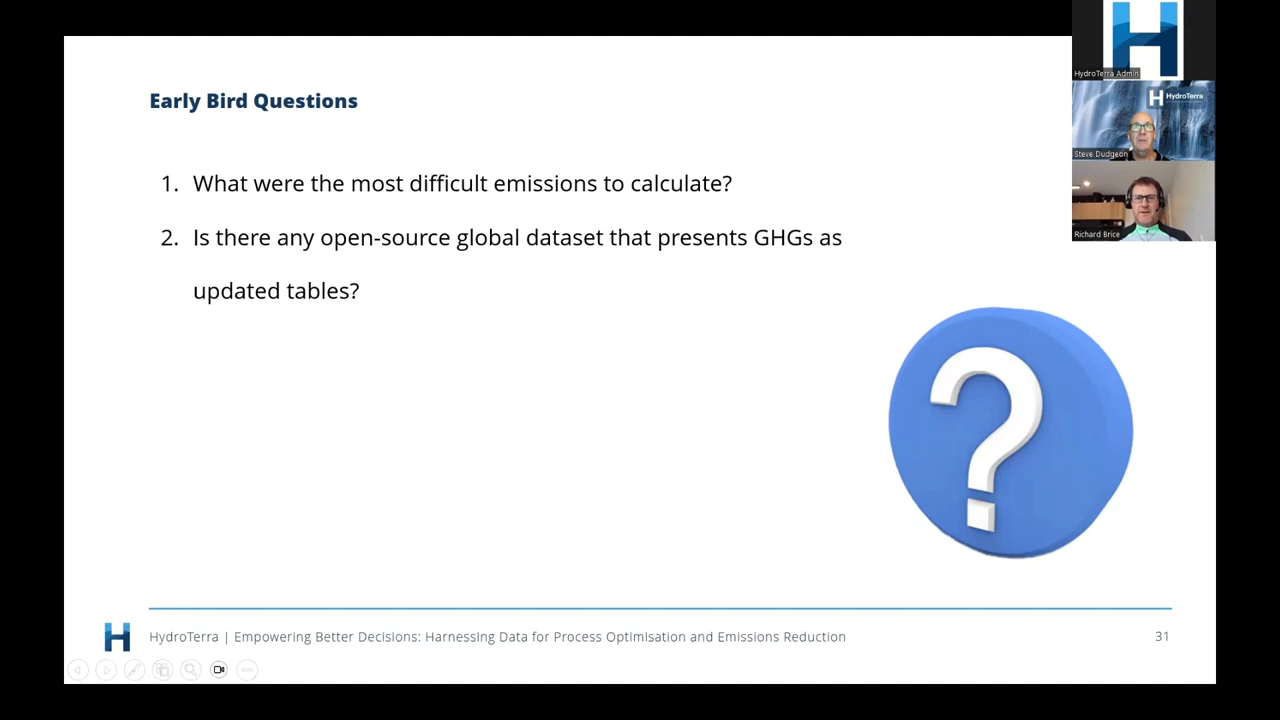 H
HydroTerra Admin
H HydroTerra
Steve Dudgeon
Richard Brice
Early Bird Questions
1. What were the most difficult emissions to calculate?
2. Is there any open-source global dataset that presents GHGs as
updated tables?
?
H
HydroTerra | Empowering Better Decisions: Harnessing Data for Process Optimisation and Emissions Reduction
31